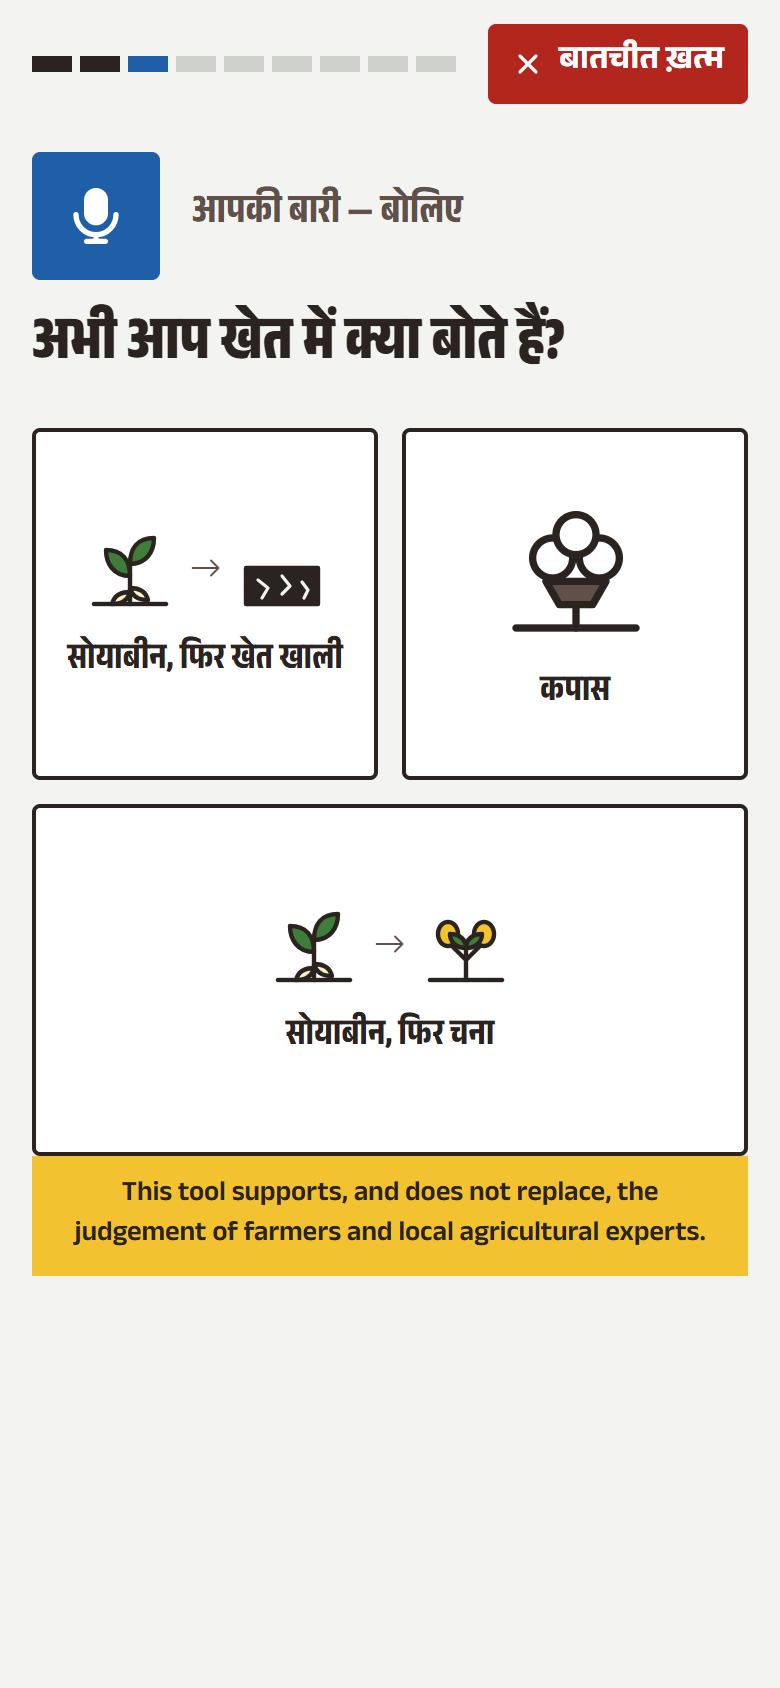 बातचीत ख़त्म
आपकी बारी – बोलिए
अभी आप खेत में क्या बोते हैं?
सोयाबीन, फिर खेत खाली
कपास
सोयाबीन, फिर चना
This tool supports, and does not replace, the
judgement of farmers and local agricultural experts.